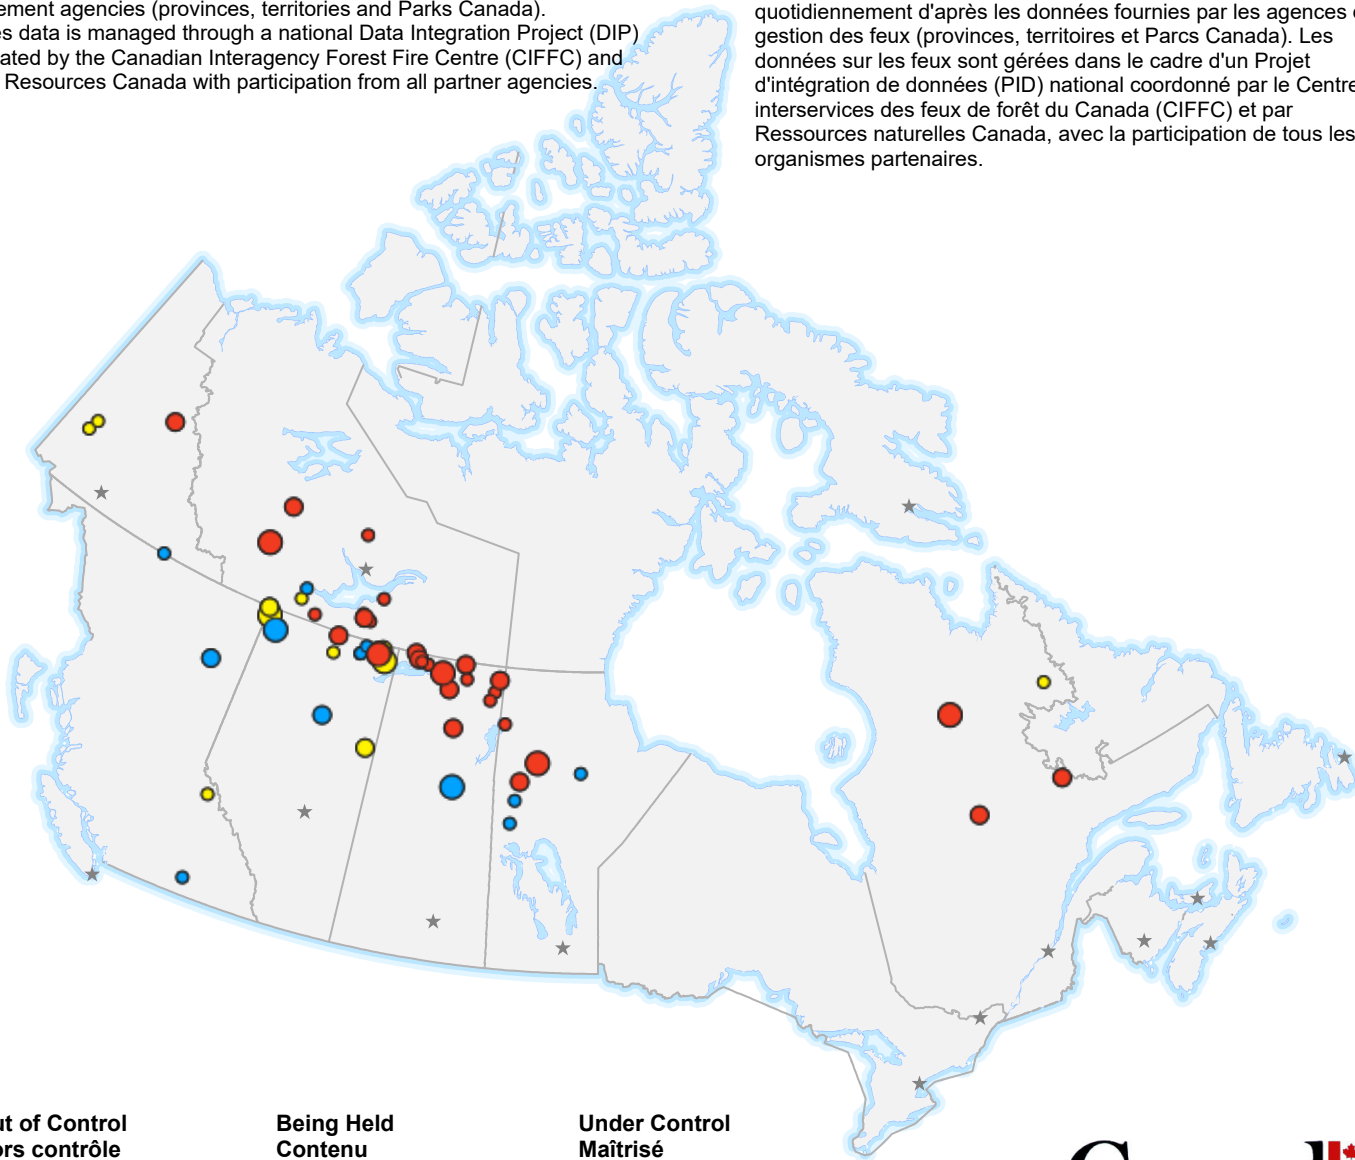 ement agencies (provinces, territories and Parks Canada).
es data is managed through a national Data Integration Project (DIP)
ated by the Canadian Interagency Forest Fire Centre (CIFFC) and
Resources Canada with participation from all partner agencies.
quotidiennement d'après les données fournies par les agences
gestion des feux (provinces, territoires et Parcs Canada). Les
données sur les feux sont gérées dans le cadre d'un Projet
d'intégration de données (PID) national coordonné par le Centre
interservices des feux de forêt du Canada (CIFFC) et par
Ressources naturelles Canada, avec la participation de tous les
organismes partenaires.
ut of Control
ors contrôle
Being Held
Contenu
Under Control
Maîtrisé